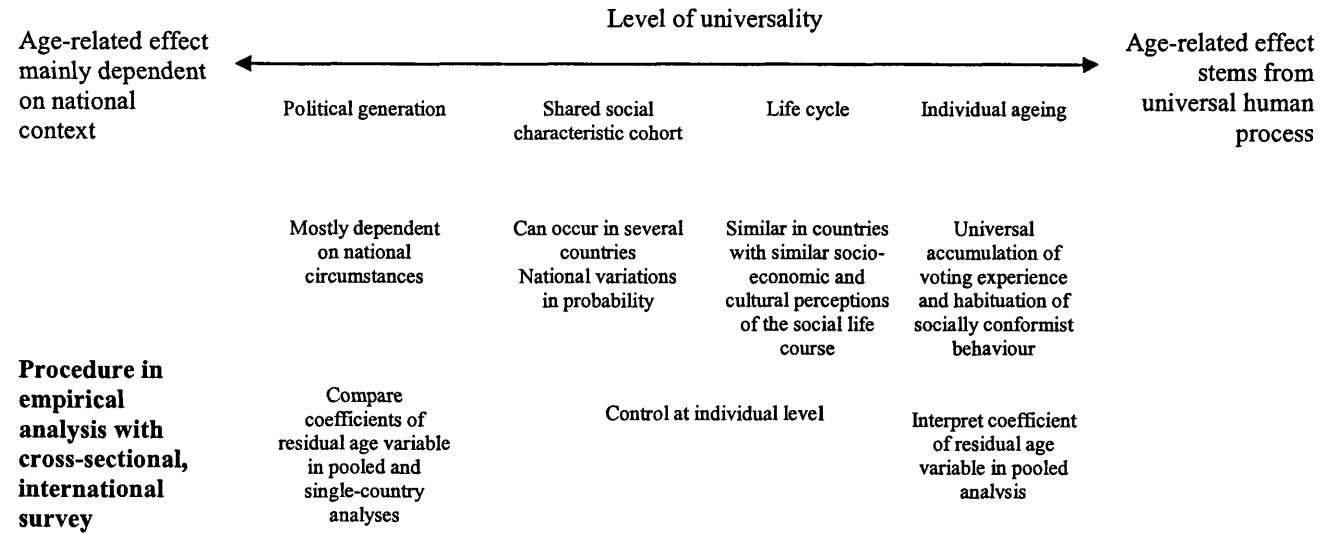 Level of universality
Age-related effect
mainly dependent
on national
context
Age-related effect
stems from
universal human
process
Political generation
Shared social
characteristic cohort
Life cycle
Individual ageing
Mostly dependent
on national
circumstances
Can occur in several
countries
National variations
in probability
Similar in countries
with similar socio-
economic and
cultural perceptions
of the social life
course
Universal
accumulation of
voting experience
and habituation of
socially conformist
behaviour
Procedure in
empirical
analysis with
cross-sectional,
international
survey
Compare
coefficients of
residual age variable
in pooled and
single-country
analyses
Control at individual level
Interpret coefficient
of residual age
variable in pooled
analysis